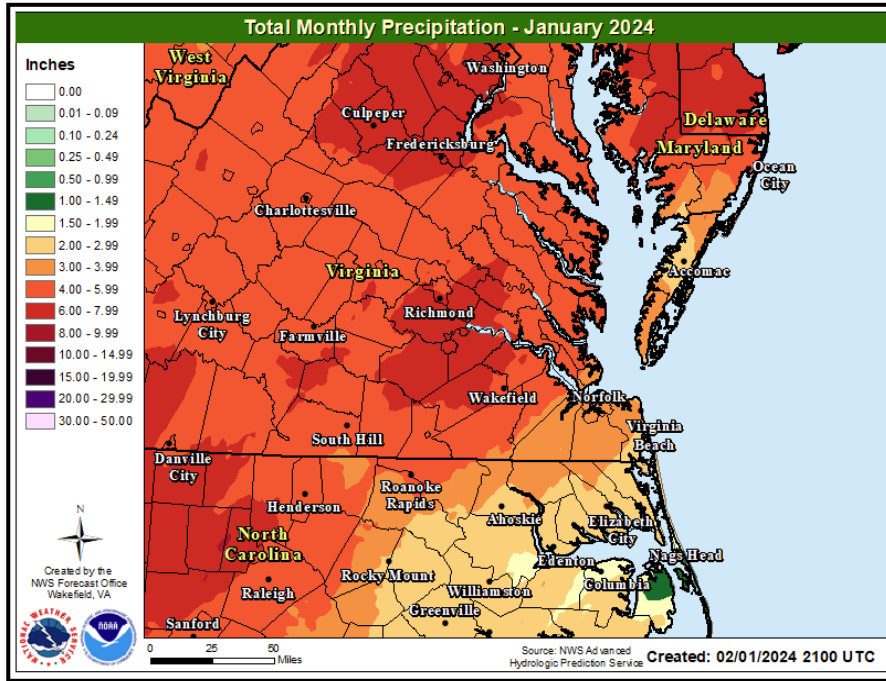 Total Monthly Precipitation - January 2024
Inches
0.00
0.01 - 0.09
0.10 - 0.24
0.25 - 0.49
0.50 - 0.99
1.00 - 1.49
1.50 - 1.99
2.00 - 2.99
3.00 - 3.99
4.00 - 5.99
6.00 - 7.99
8.00 - 9.99
10.00 - 14.99
15.00 - 19.99
20.00 - 29.99
30.00 - 50.00
West
Virginia
Washington
Culpeper
Delaware
Fredericksburg
Maryland
Ocean
City
Charlottesville
Virginia
Accomac
Lynchburg
City
Richmond
Farmville
Wakefield
Norfolk
South Hill
Virginia
Beach
Danville
City
Roanoke
Rapids
Henderson
Ahoskie
Elizabeth
City
North
Carolina
Edenton
Nags Head
Rocky Mount
Columbia
Raleigh
Williamston
Greenville
Sanford
N
Created by the
NWS Forecast Office
Wakefield, VA
NATIONAL WEATHER SERVICE
NOAA
0 25 50
Miles
Source: NWS Advanced
Hydrologic Prediction Service
Created: 02/01/2024 2100 UTC